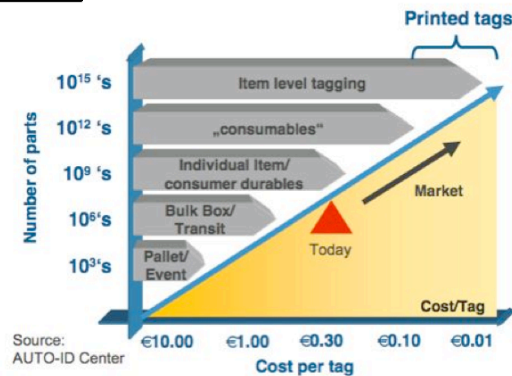 Printed tags
Number of parts
10¹⁵ ‘s
Item level tagging
10¹² ‘s
„consumables“
10⁹ ‘s
Individual Item/
consumer durables
10⁶‘s
Bulk Box/
Transit
10³‘s
Pallet/
Event
Market
Today
Cost/Tag
Source:
AUTO-ID Center
€10.00 €1.00 €0.30 €0.10 €0.01
Cost per tag